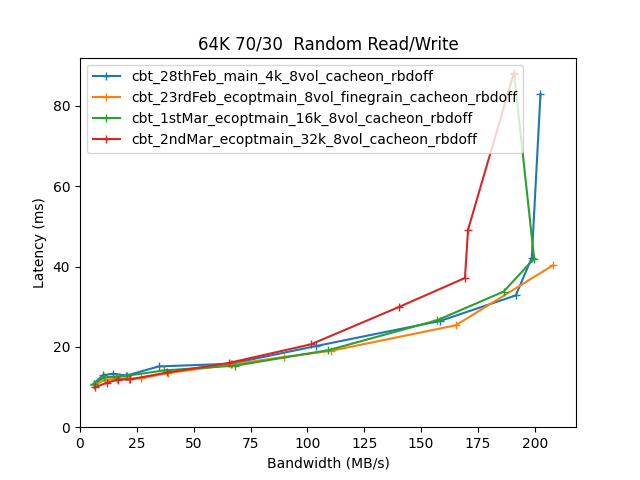 64K 70/30  Random Read/Write
cbt_28thFeb_main_4k_8vol_cacheon_rbdoff
cbt_23rdFeb_ecoptmain_8vol_finegrain_cacheon_rbdoff
cbt_1stMar_ecoptmain_16k_8vol_cacheon_rbdoff
cbt_2ndMar_ecoptmain_32k_8vol_cacheon_rbdoff
Latency (ms)
80
60
40
20
0
0 25 50 75 100 125 150 175 200
Bandwidth (MB/s)